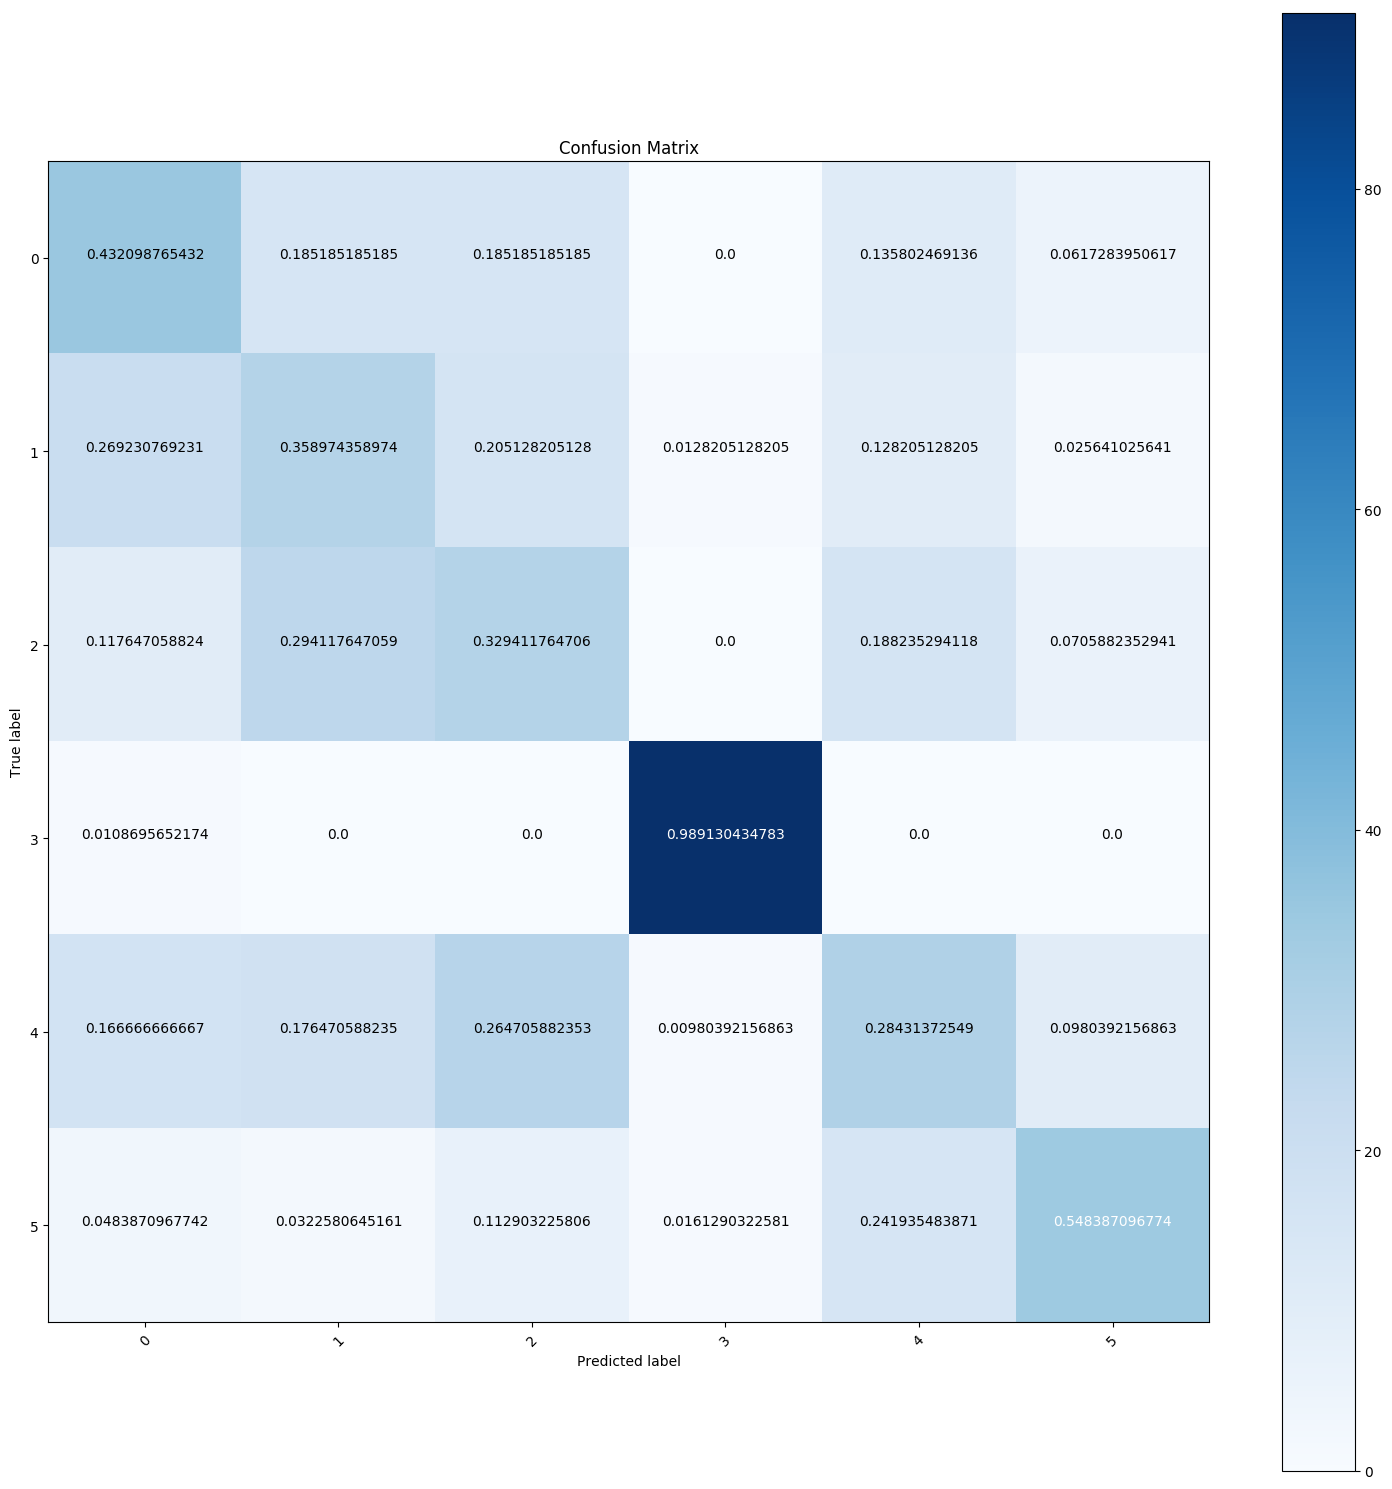 Confusion Matrix
80
0 0.432098765432 0.185185185185 0.185185185185 0.0 0.135802469136 0.0617283950617
60
1 0.269230769231 0.358974358974 0.205128205128 0.0128205128205 0.128205128205 0.025641025641
2 0.117647058824 0.294117647059 0.329411764706 0.0 0.188235294118 0.0705882352941
True label
40
3 0.0108695652174 0.0 0.0 0.989130434783 0.0 0.0
4 0.166666666667 0.176470588235 0.264705882353 0.00980392156863 0.28431372549 0.0980392156863
20
5 0.0483870967742 0.0322580645161 0.112903225806 0.0161290322581 0.241935483871 0.548387096774
0 1 2 3 4 5
Predicted label
0